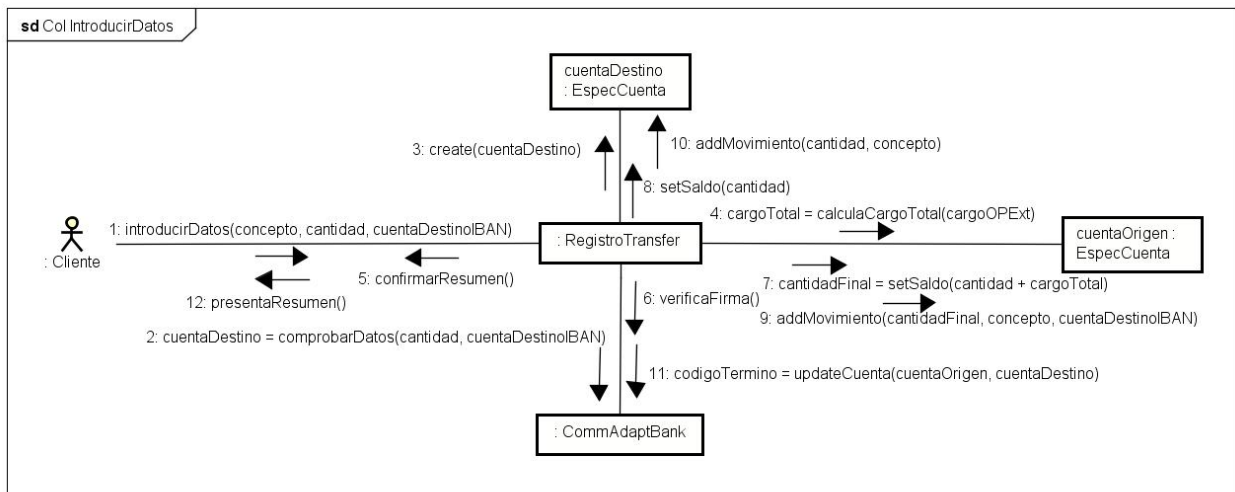 sd Col IntroducirDatos
cuentaDestino
: EspecCuenta
3: create(cuentaDestino)
10: addMovimiento(cantidad, concepto)
8: setSaldo(cantidad)
4: cargoTotal = calculaCargoTotal(cargoOPExt)
1: introducirDatos(concepto, cantidad, cuentaDestinoIBAN)
: Cliente
: RegistroTransfer
cuentaOrigen :
EspecCuenta
5: confirmarResumen()
12: presentaResumen()
6: verificaFirma()
7: cantidadFinal = setSaldo(cantidad + cargoTotal)
9: addMovimiento(cantidadFinal, concepto, cuentaDestinoIBAN)
2: cuentaDestino = comprobarDatos(cantidad, cuentaDestinoIBAN)
11: codigoTermino = updateCuenta(cuentaOrigen, cuentaDestino)
: CommAdaptBank